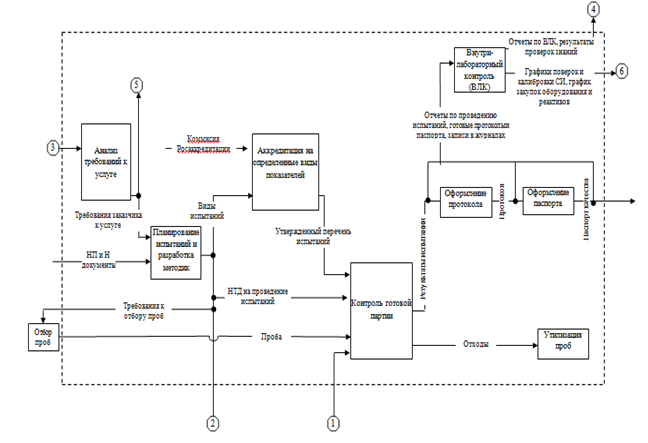 4
Отчеты по ВЛК, результаты
проверок знаний
Внутри-
лабораторный
контроль
(ВЛК)
6
Графики поверок и
калибровки СИ, график
закупок оборудования и
реактивов
5
Отчеты по проведению
испытаний, готовые протоколыи
паспорта, записи в журналах
3
Анализ
требований к
услуге
Коммисия
Росаккредитации
Аккредитация на
определенные виды
показателей
Требования заказчика
к услуге
Виды
испытаний
Оформление
протокола
Протокол
Оформление
паспорта
Паспорт качества
Планирование
испытаний и
разработка
методик
Утвержденный перечень
испытаний
Результаты испытаний
НП и Н
документы
НТД на проведение
испытаний
Контроль готовой
партии
Требования к
отбору проб
Отбор
проб
Проба
Отходы
Утилизация
проб
2
1